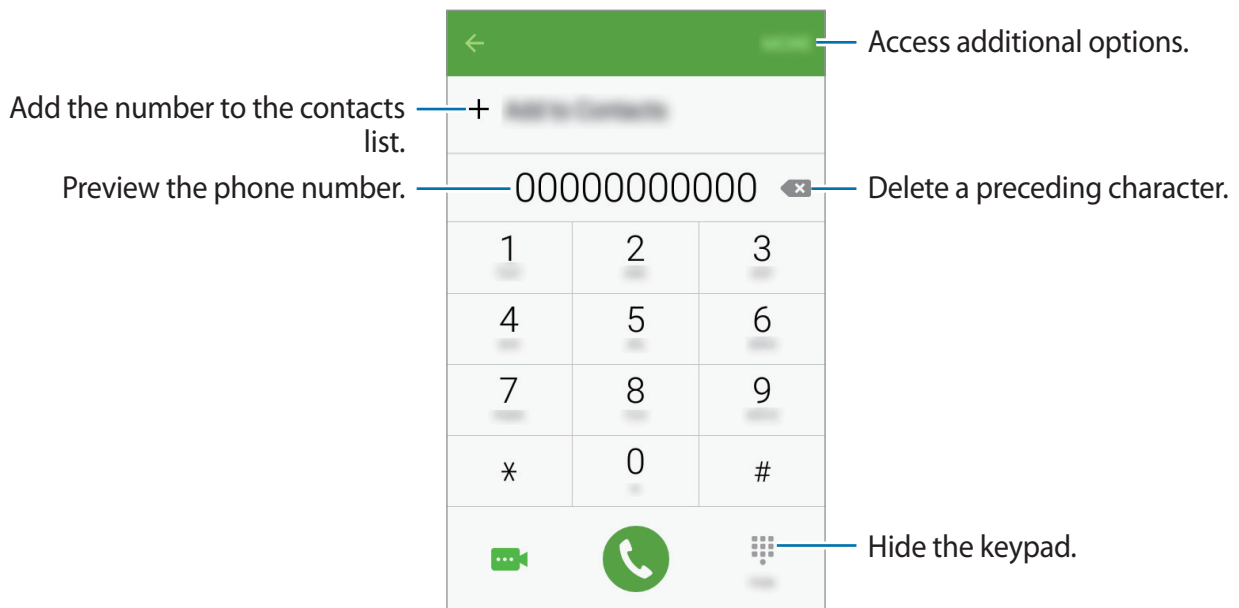 Access additional options.
Add the number to the contacts
list.
Preview the phone number.
00000000000
Delete a preceding character.
1 2 3
4 5 6
7 8 9
* 0 #
Hide the keypad.